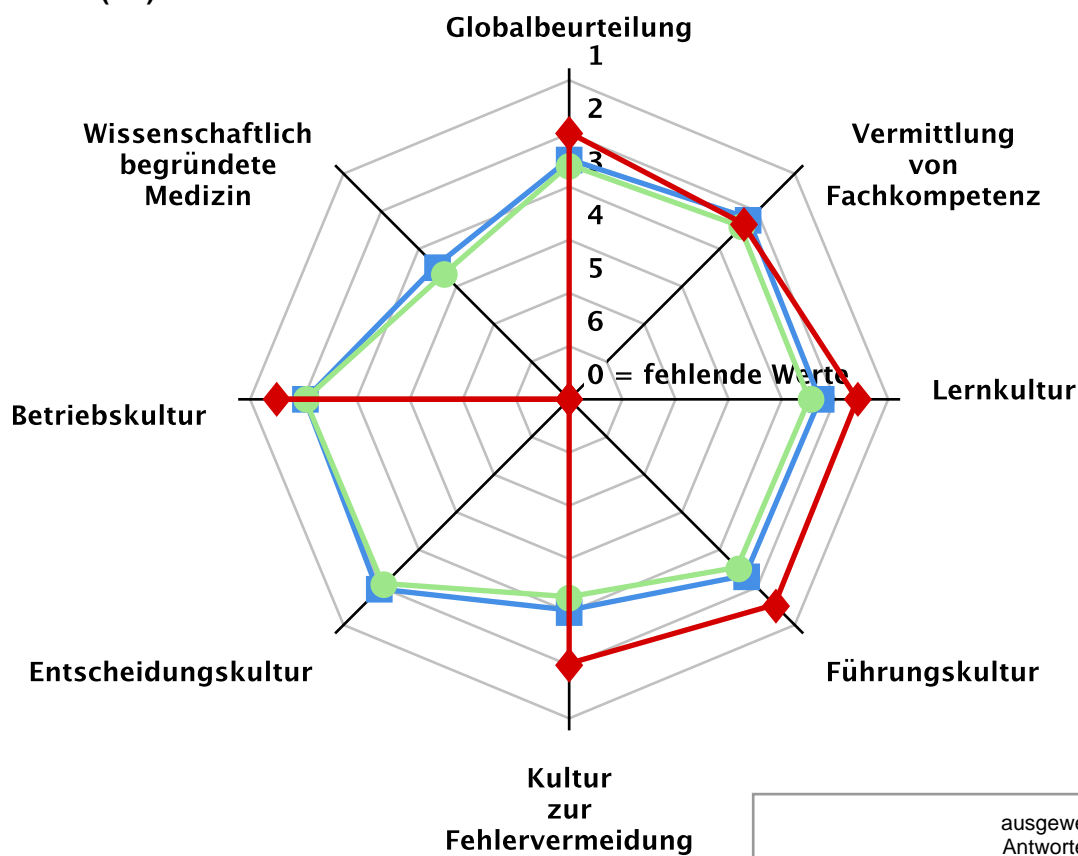 Globalbeurteilung
1
2
3
4
5
6
0 = fehlende Werte
Vermittlung
von
Fachkompetenz
Lernkultur
Führungskultur
Kultur
zur
Fehlervermeidung
Entscheidungskultur
Betriebskultur
Wissenschaftlich
begründete
Medizin